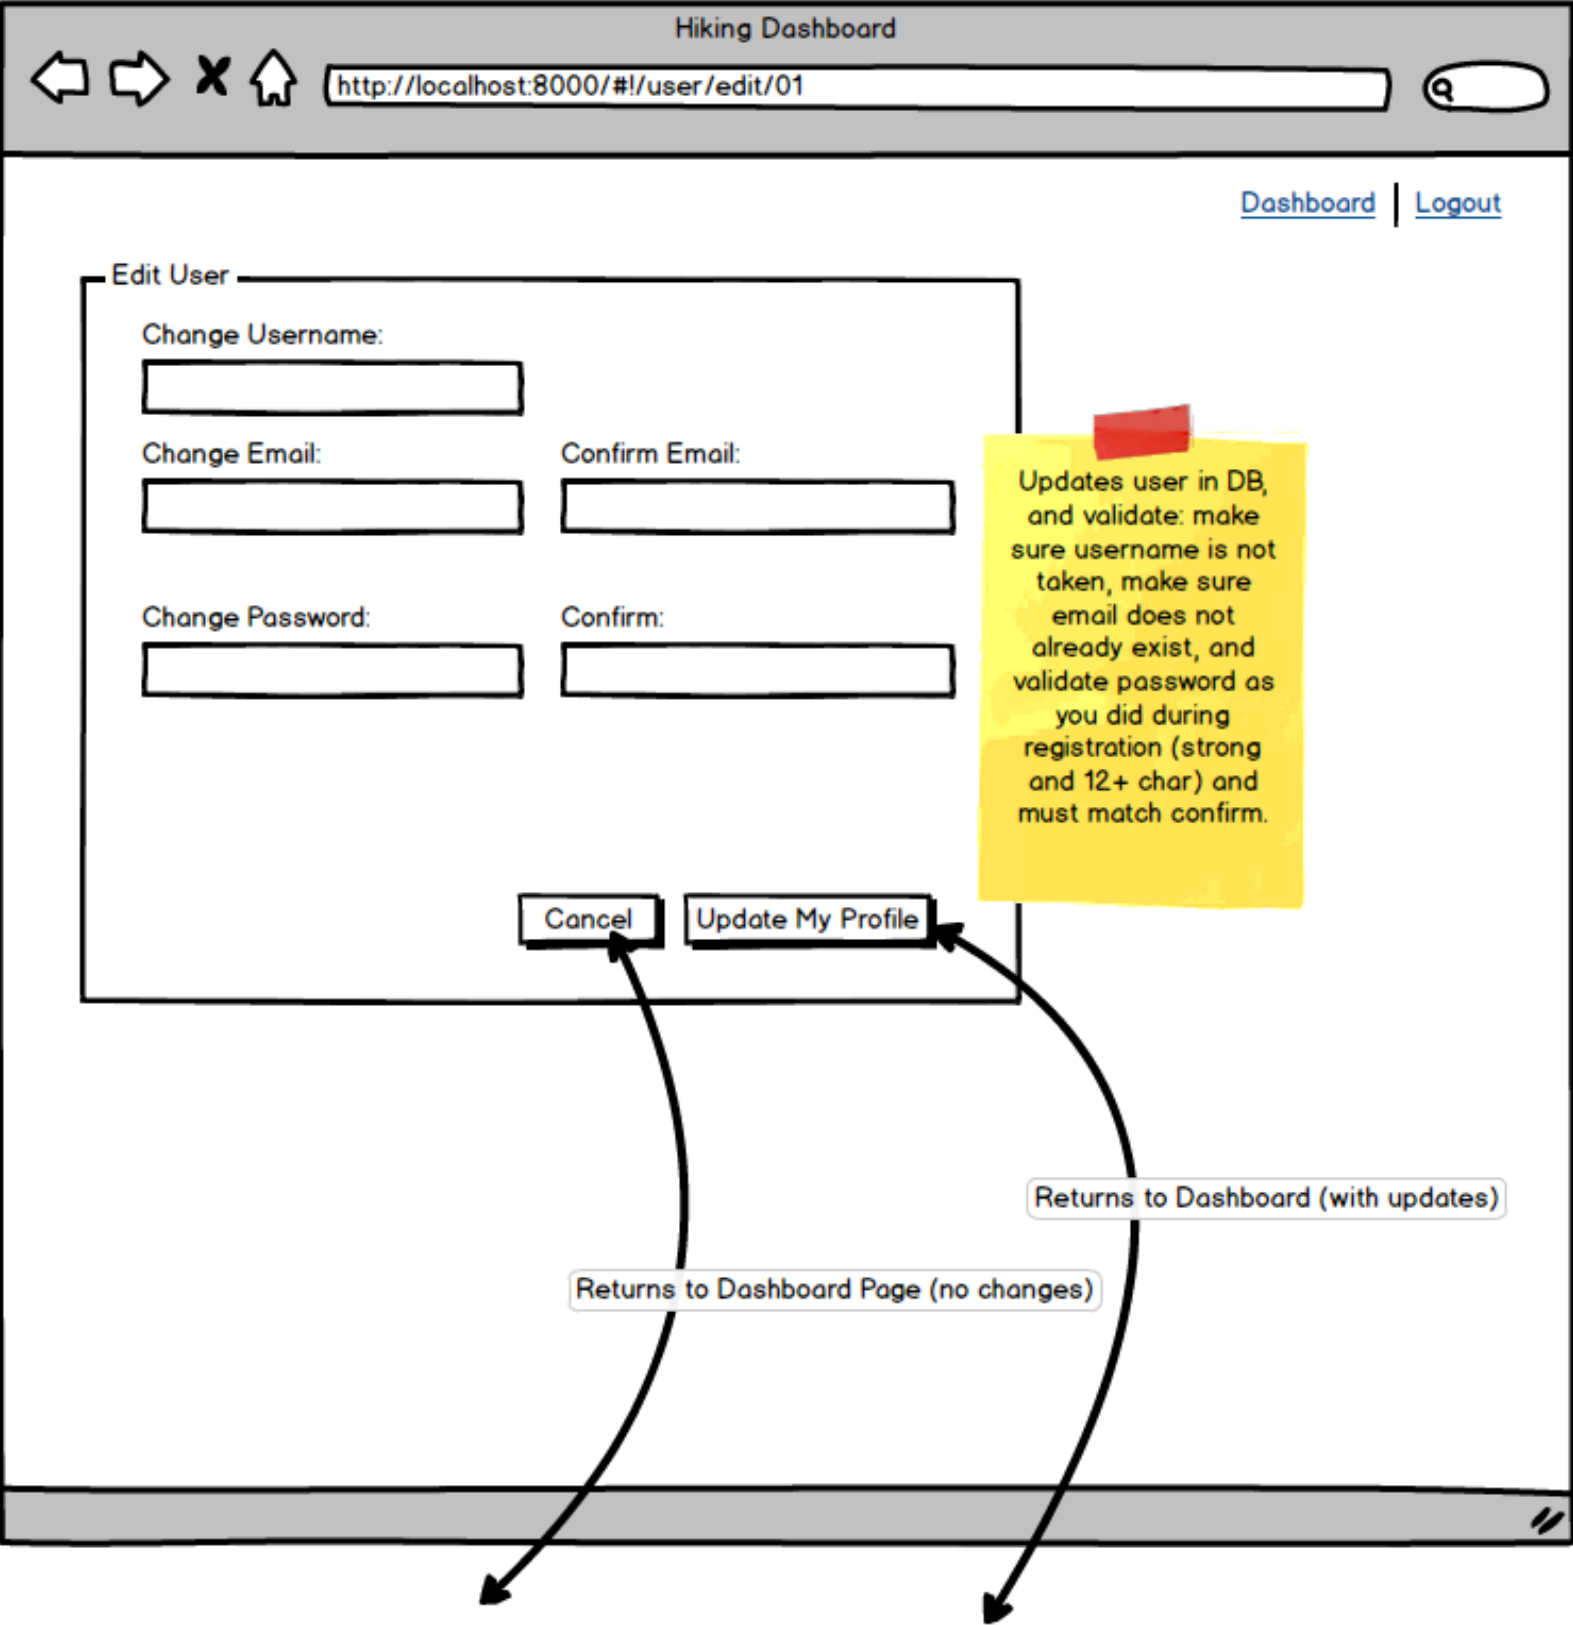 Hiking Dashboard
http://localhost:8000/#!/user/edit/01
Dashboard | Logout
Edit User
Change Username:
Change Email: Confirm Email:
Change Password: Confirm:
Updates user in DB,
and validate: make
sure username is not
taken, make sure
email does not
already exist, and
validate password as
you did during
registration (strong
and 12+ char) and
must match confirm.
Cancel Update My Profile
Returns to Dashboard (with updates)
Returns to Dashboard Page (no changes)